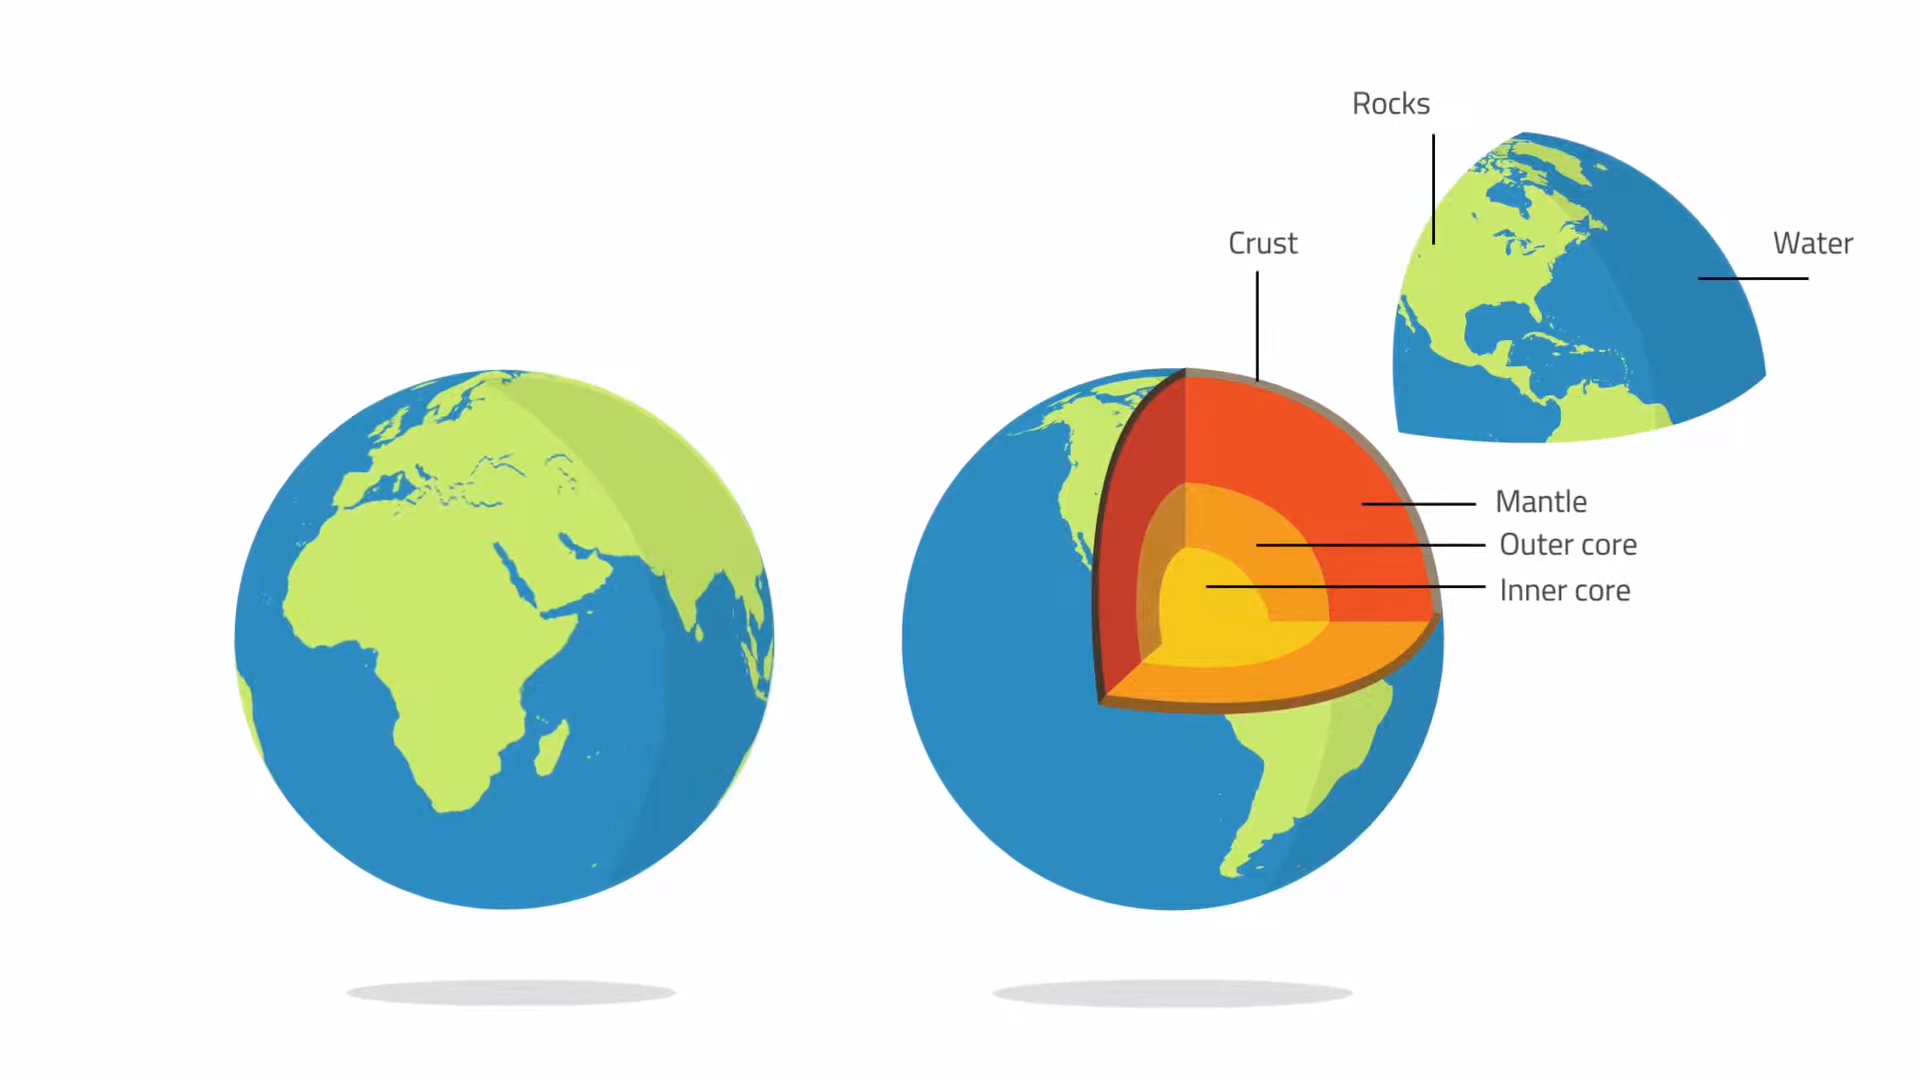 Rocks
Crust
Water
Mantle
Outer core
Inner core